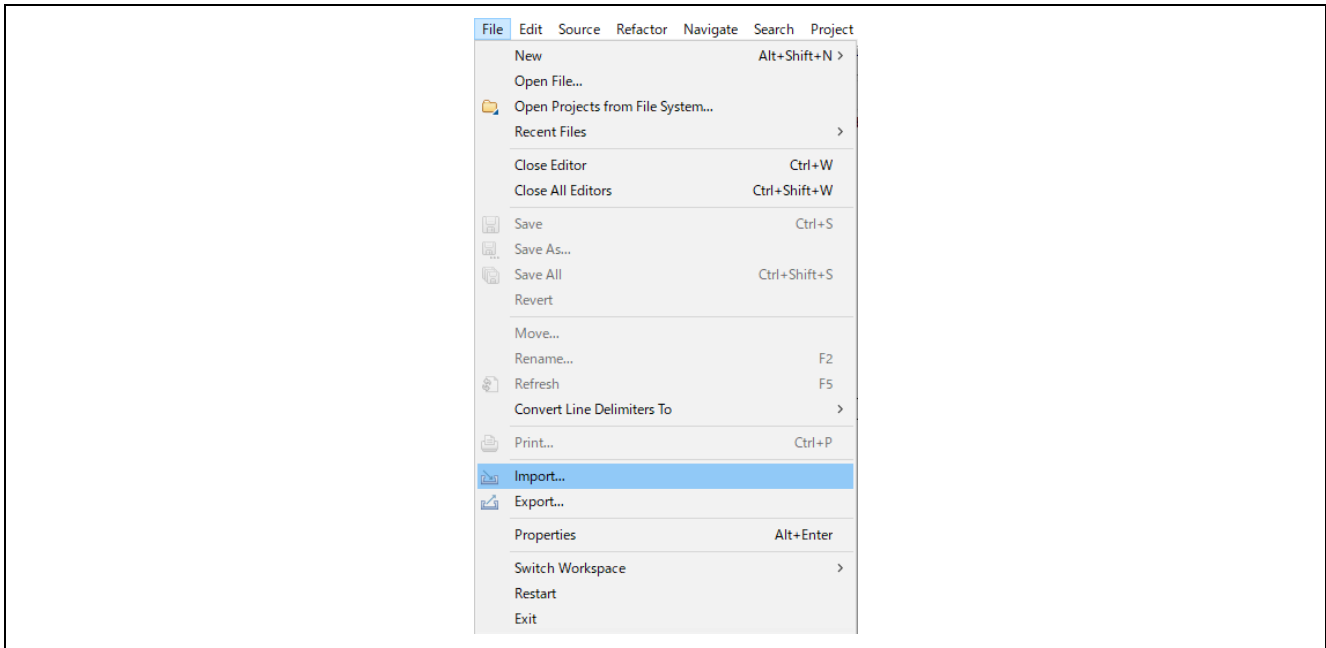 File Edit Source Refactor Navigate Search Project
New Alt+Shift+N >
Open File...
Open Projects from File System...
Recent Files >
Close Editor Ctrl+W
Close All Editors Ctrl+Shift+W
Save Ctrl+S
Save As...
Save All Ctrl+Shift+S
Revert
Move...
Rename... F2
Refresh F5
Convert Line Delimiters To >
Print... Ctrl+P
Import...
Export...
Properties Alt+Enter
Switch Workspace >
Restart
Exit